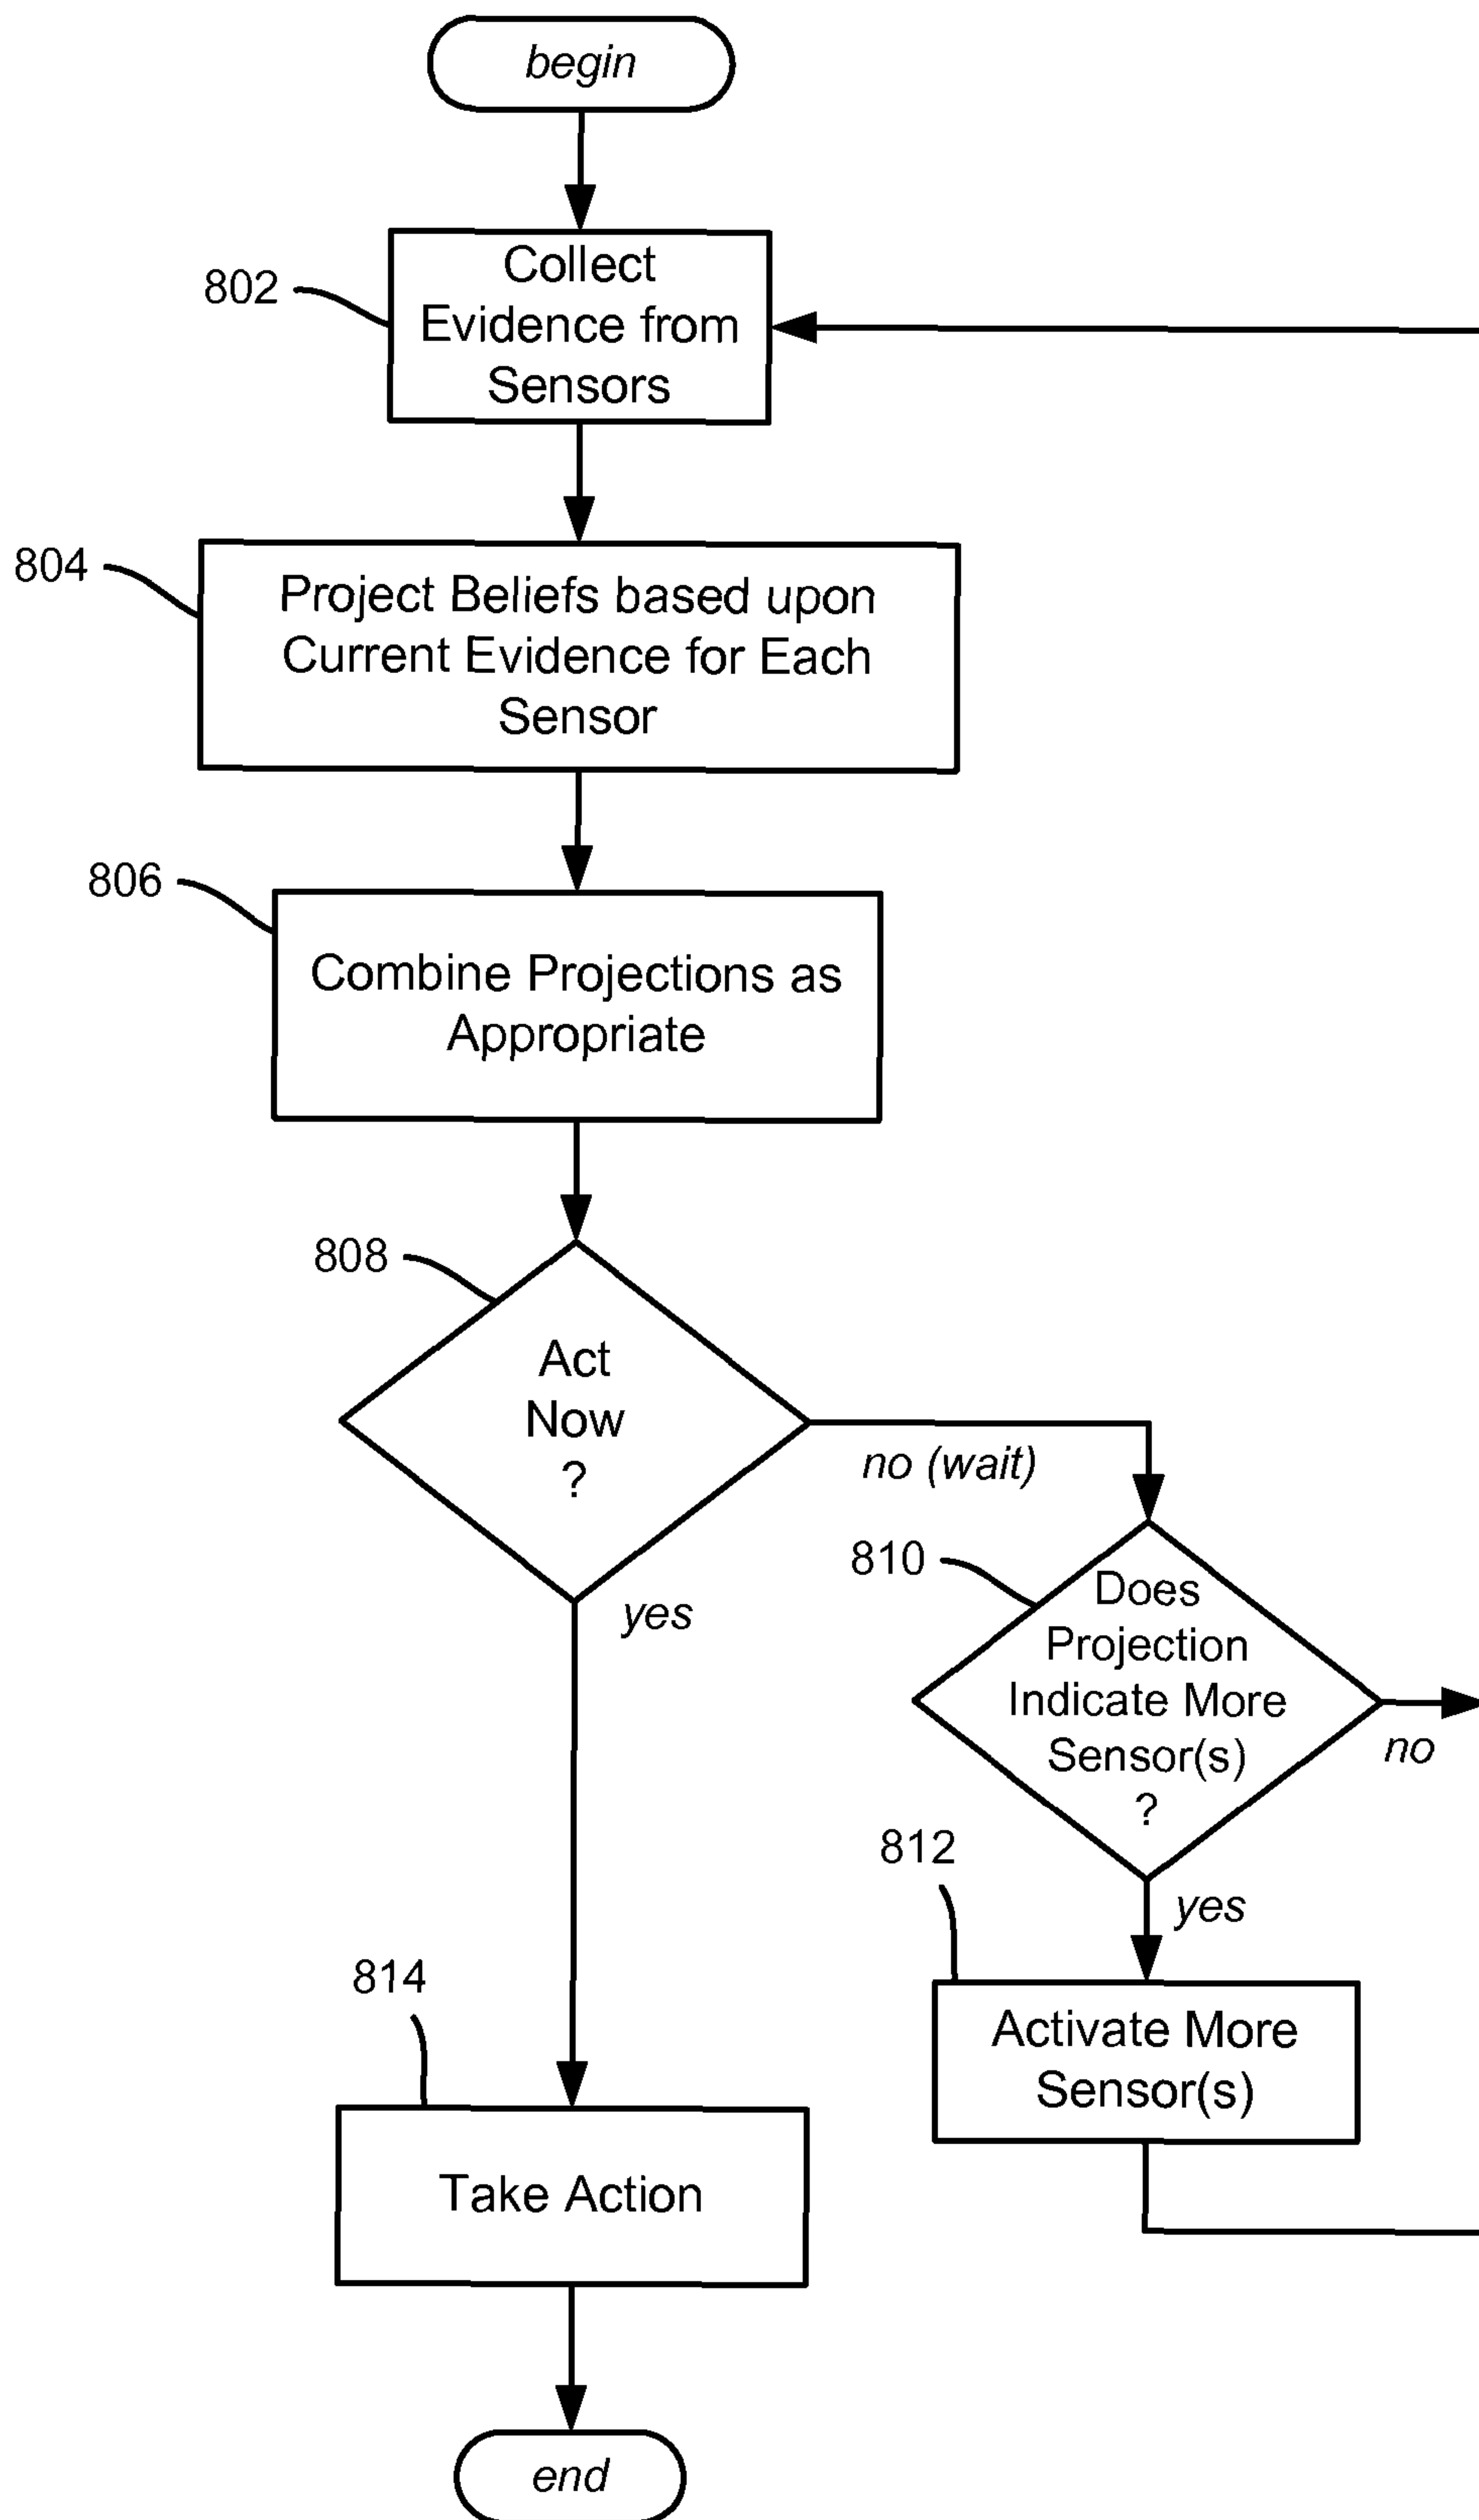 begin
802
Collect
Evidence from
Sensors
804
Project Beliefs based upon
Current Evidence for Each
Sensor
806
Combine Projections as
Appropriate
808
Act
Now
?
no (wait)
yes
810
Does
Projection
Indicate More
Sensor(s)
?
no
yes
812
Activate More
Sensor(s)
814
Take Action
end